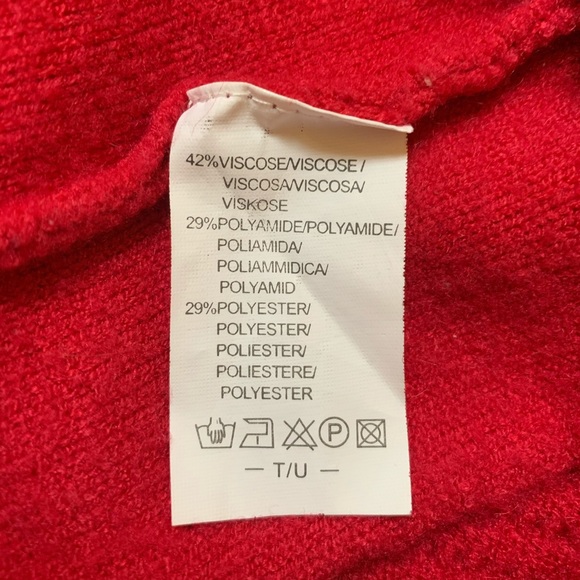 42%VISCOSE/VISCOSE/
VISCOSA/VISCOSA/
VISKOSE
29%POLYAMIDE/POLYAMIDE/
POLIAMIDA/
POLIAMMIDICA/
POLYAMID
29%POLYESTER/
POLYESTER/
POLIESTER/
POLIESTERE/
POLYESTER
P
— T/U —